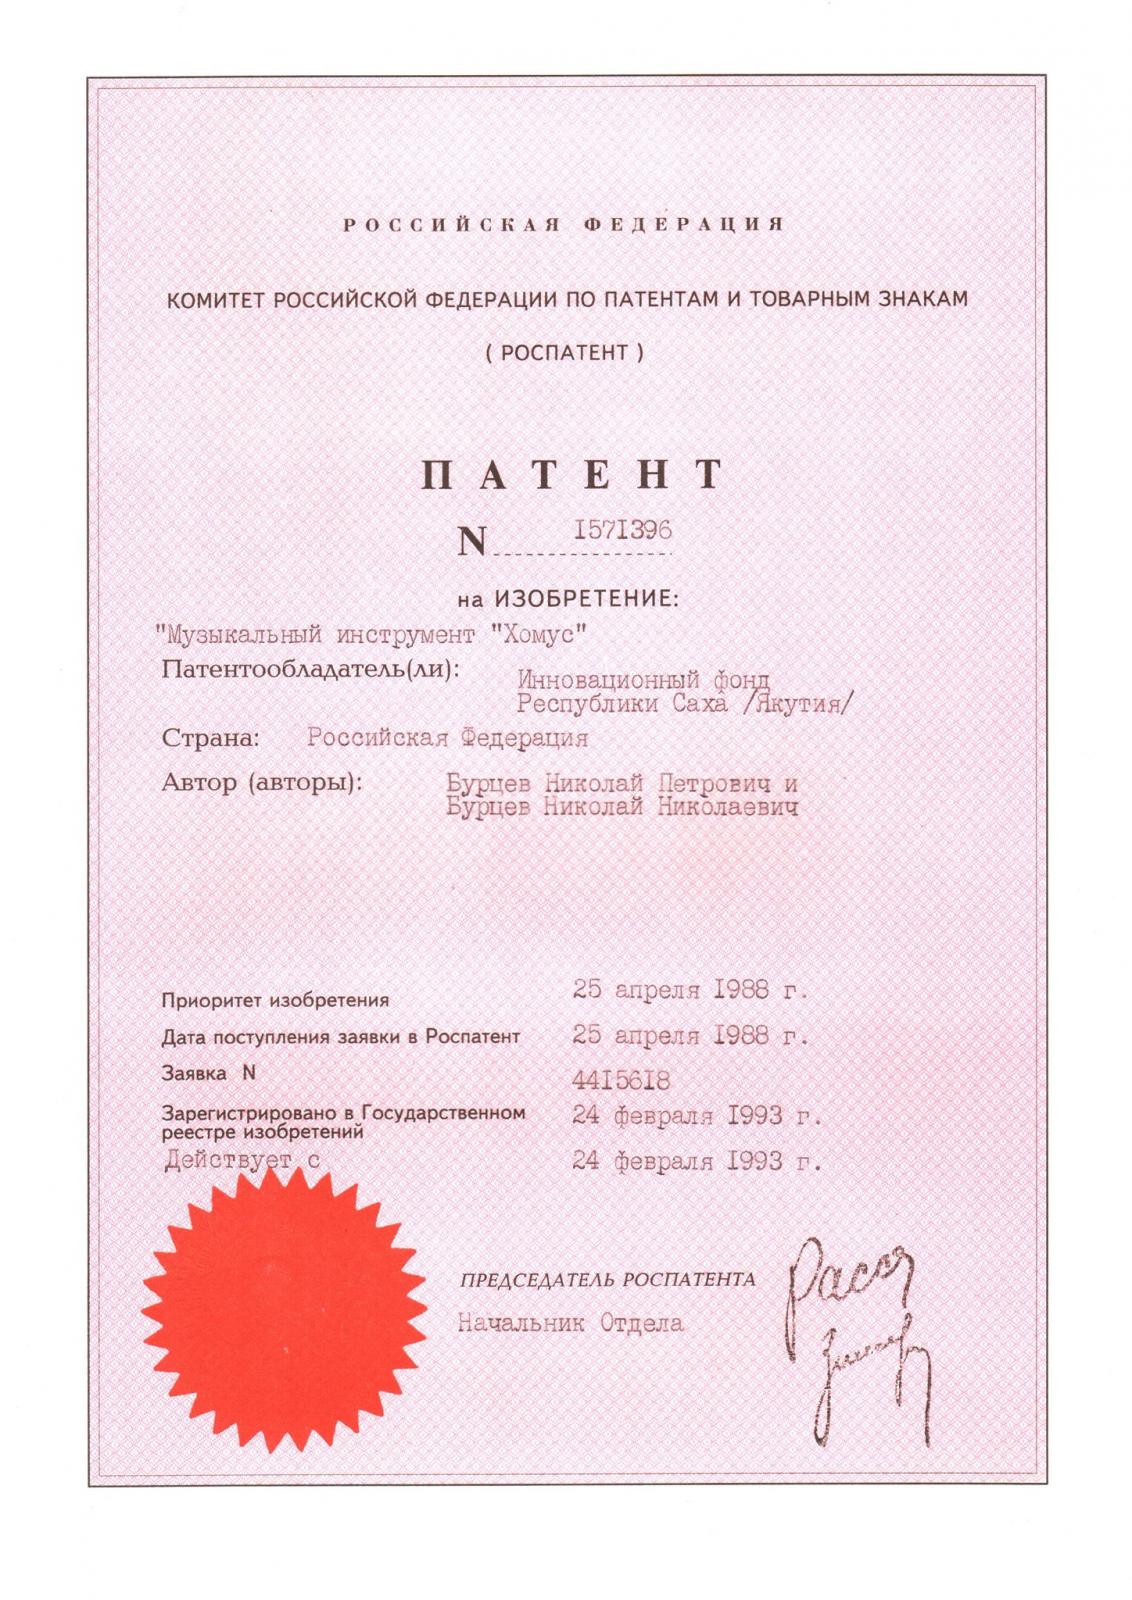 РОССИЙСКАЯ ФЕДЕРАЦИЯ
КОМИТЕТ РОССИЙСКОЙ ФЕДЕРАЦИИ ПО ПАТЕНТАМ И ТОВАРНЫМ ЗНАКАМ
( РОСПАТЕНТ )
ПАТЕНТ
N 1571396
на ИЗОБРЕТЕНИЕ:
"Музыкальный инструмент "Хомус"
Патентообладатель(ли): Инновационный фонд
Республики Саха /Якутия/
Страна: Российская Федерация
Автор (авторы): Бурцев Николай Петрович и
Бурцев Николай Николаевич
Приоритет изобретения 25 апреля 1988 г.
Дата поступления заявки в Роспатент 25 апреля 1988 г.
Заявка N 4415618
Зарегистрировано в Государственном 24 февраля 1993 г.
реестре изобретений
Действует с 24 февраля 1993 г.
ПРЕДСЕДАТЕЛЬ РОСПАТЕНТА
Начальник Отдела